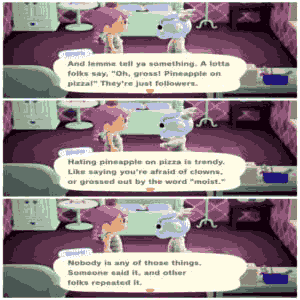 And lemme tell ya something. A lotta
folks say, "Oh, gross! Pineapple on
pizza!" They're just followers.
Hating pineapple on pizza is trendy.
Like saying you're afraid of clowns,
or grossed out by the word "moist."
Nobody is any of those things.
Someone said it, and other
folks repeated it.